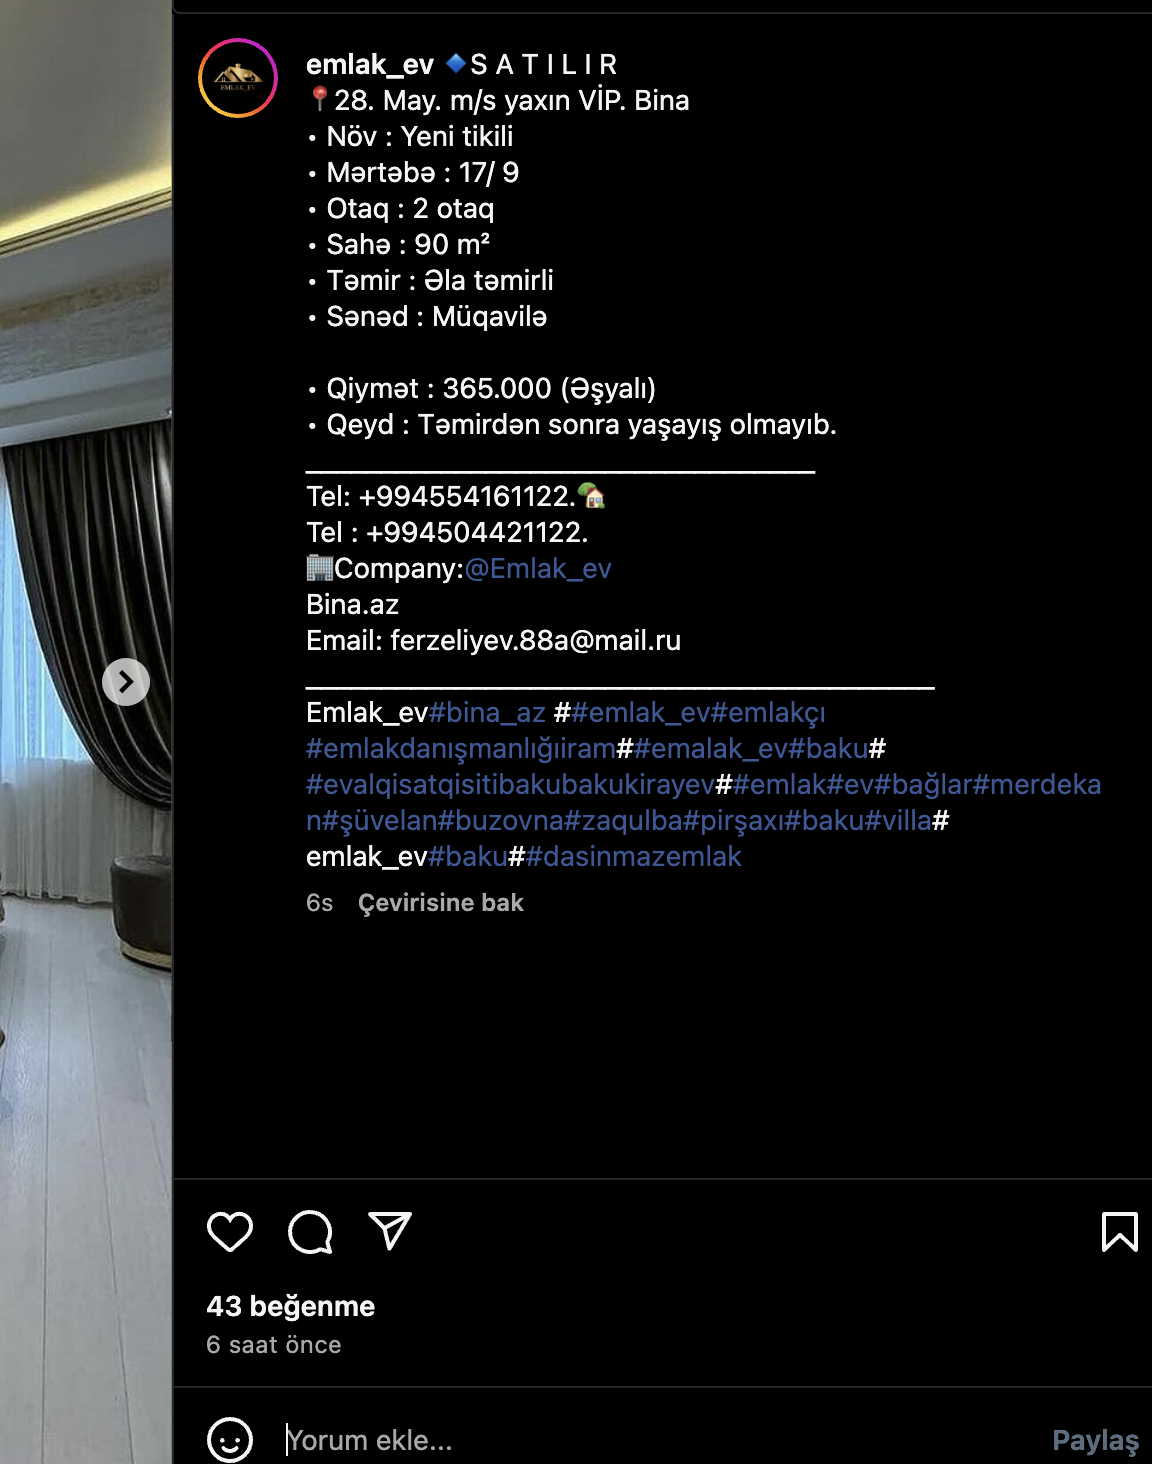 emlak_ev 🔹S A T I L I R
📍28. May. m/s yaxın VİP. Bina
• Növ : Yeni tikili
• Mərtəbə : 17/ 9
• Otaq : 2 otaq
• Sahə : 90 m²
• Təmir : Əla təmirli
• Sənəd : Müqavilə
• Qiymət : 365.000 (Əşyalı)
• Qeyd : Təmirdən sonra yaşayış olmayıb.
Tel: +994554161122.🏡
Tel : +994504421122.
🏢Company:@Emlak_ev
Bina.az
Email: ferzeliyev.88a@mail.ru
Emlak_ev#bina_az ##emlak_ev#emlakçı
#emlakdanışmanlığıiram##emalak_ev#baku#
#evalqisatqisitibakubakukirayev##emlak#ev#bağlar#merdeka
n#şüvelan#buzovna#zaqulba#pirşaxı#baku#villa#
emlak_ev#baku##dasinmazemlak
6s Çevirisine bak
43 beğenme
6 saat önce
Yorum ekle... Paylaş
EMLAK_EV